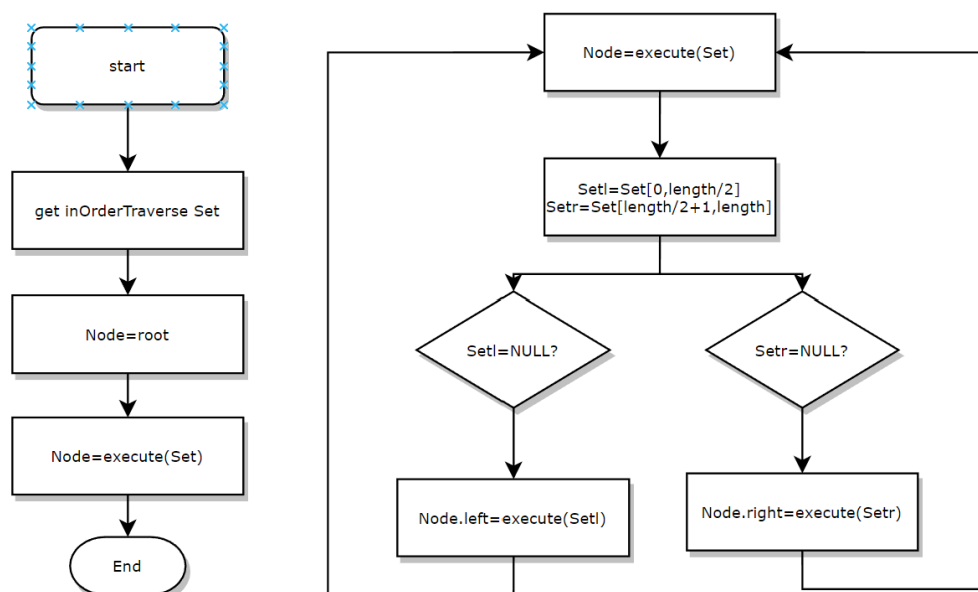 start
get inOrderTraverse Set
Node=root
Node=execute(Set)
End
Node=execute(Set)
Setl=Set[0,length/2]
Setr=Set[length/2+1,length]
Setl=NULL?
Setr=NULL?
Node.left=execute(Setl)
Node.right=execute(Setr)